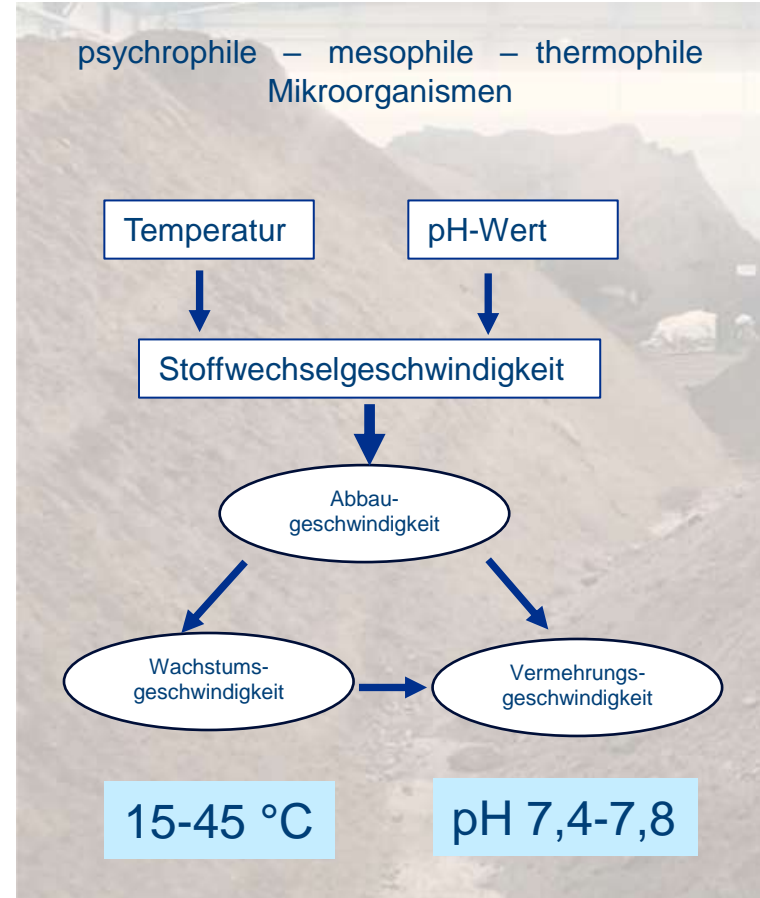 psychrophile – mesophile – thermophile
Mikroorganismen
Temperatur
pH-Wert
Stoffwechselgeschwindigkeit
Abbau-
geschwindigkeit
Wachstums-
geschwindigkeit
Vermehrungs-
geschwindigkeit
15-45 °C
pH 7,4-7,8